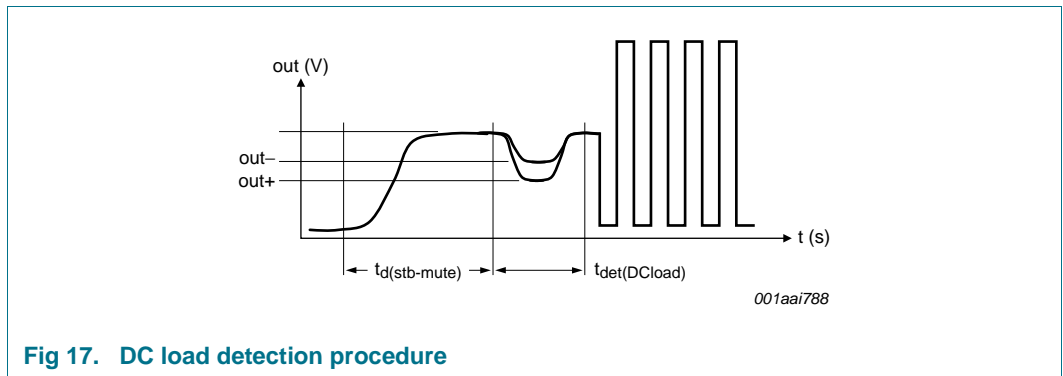 out (V)
out−
out+
t (s)
td(stb-mute)
tdet(DCload)
001aai788
Fig 17. DC load detection procedure